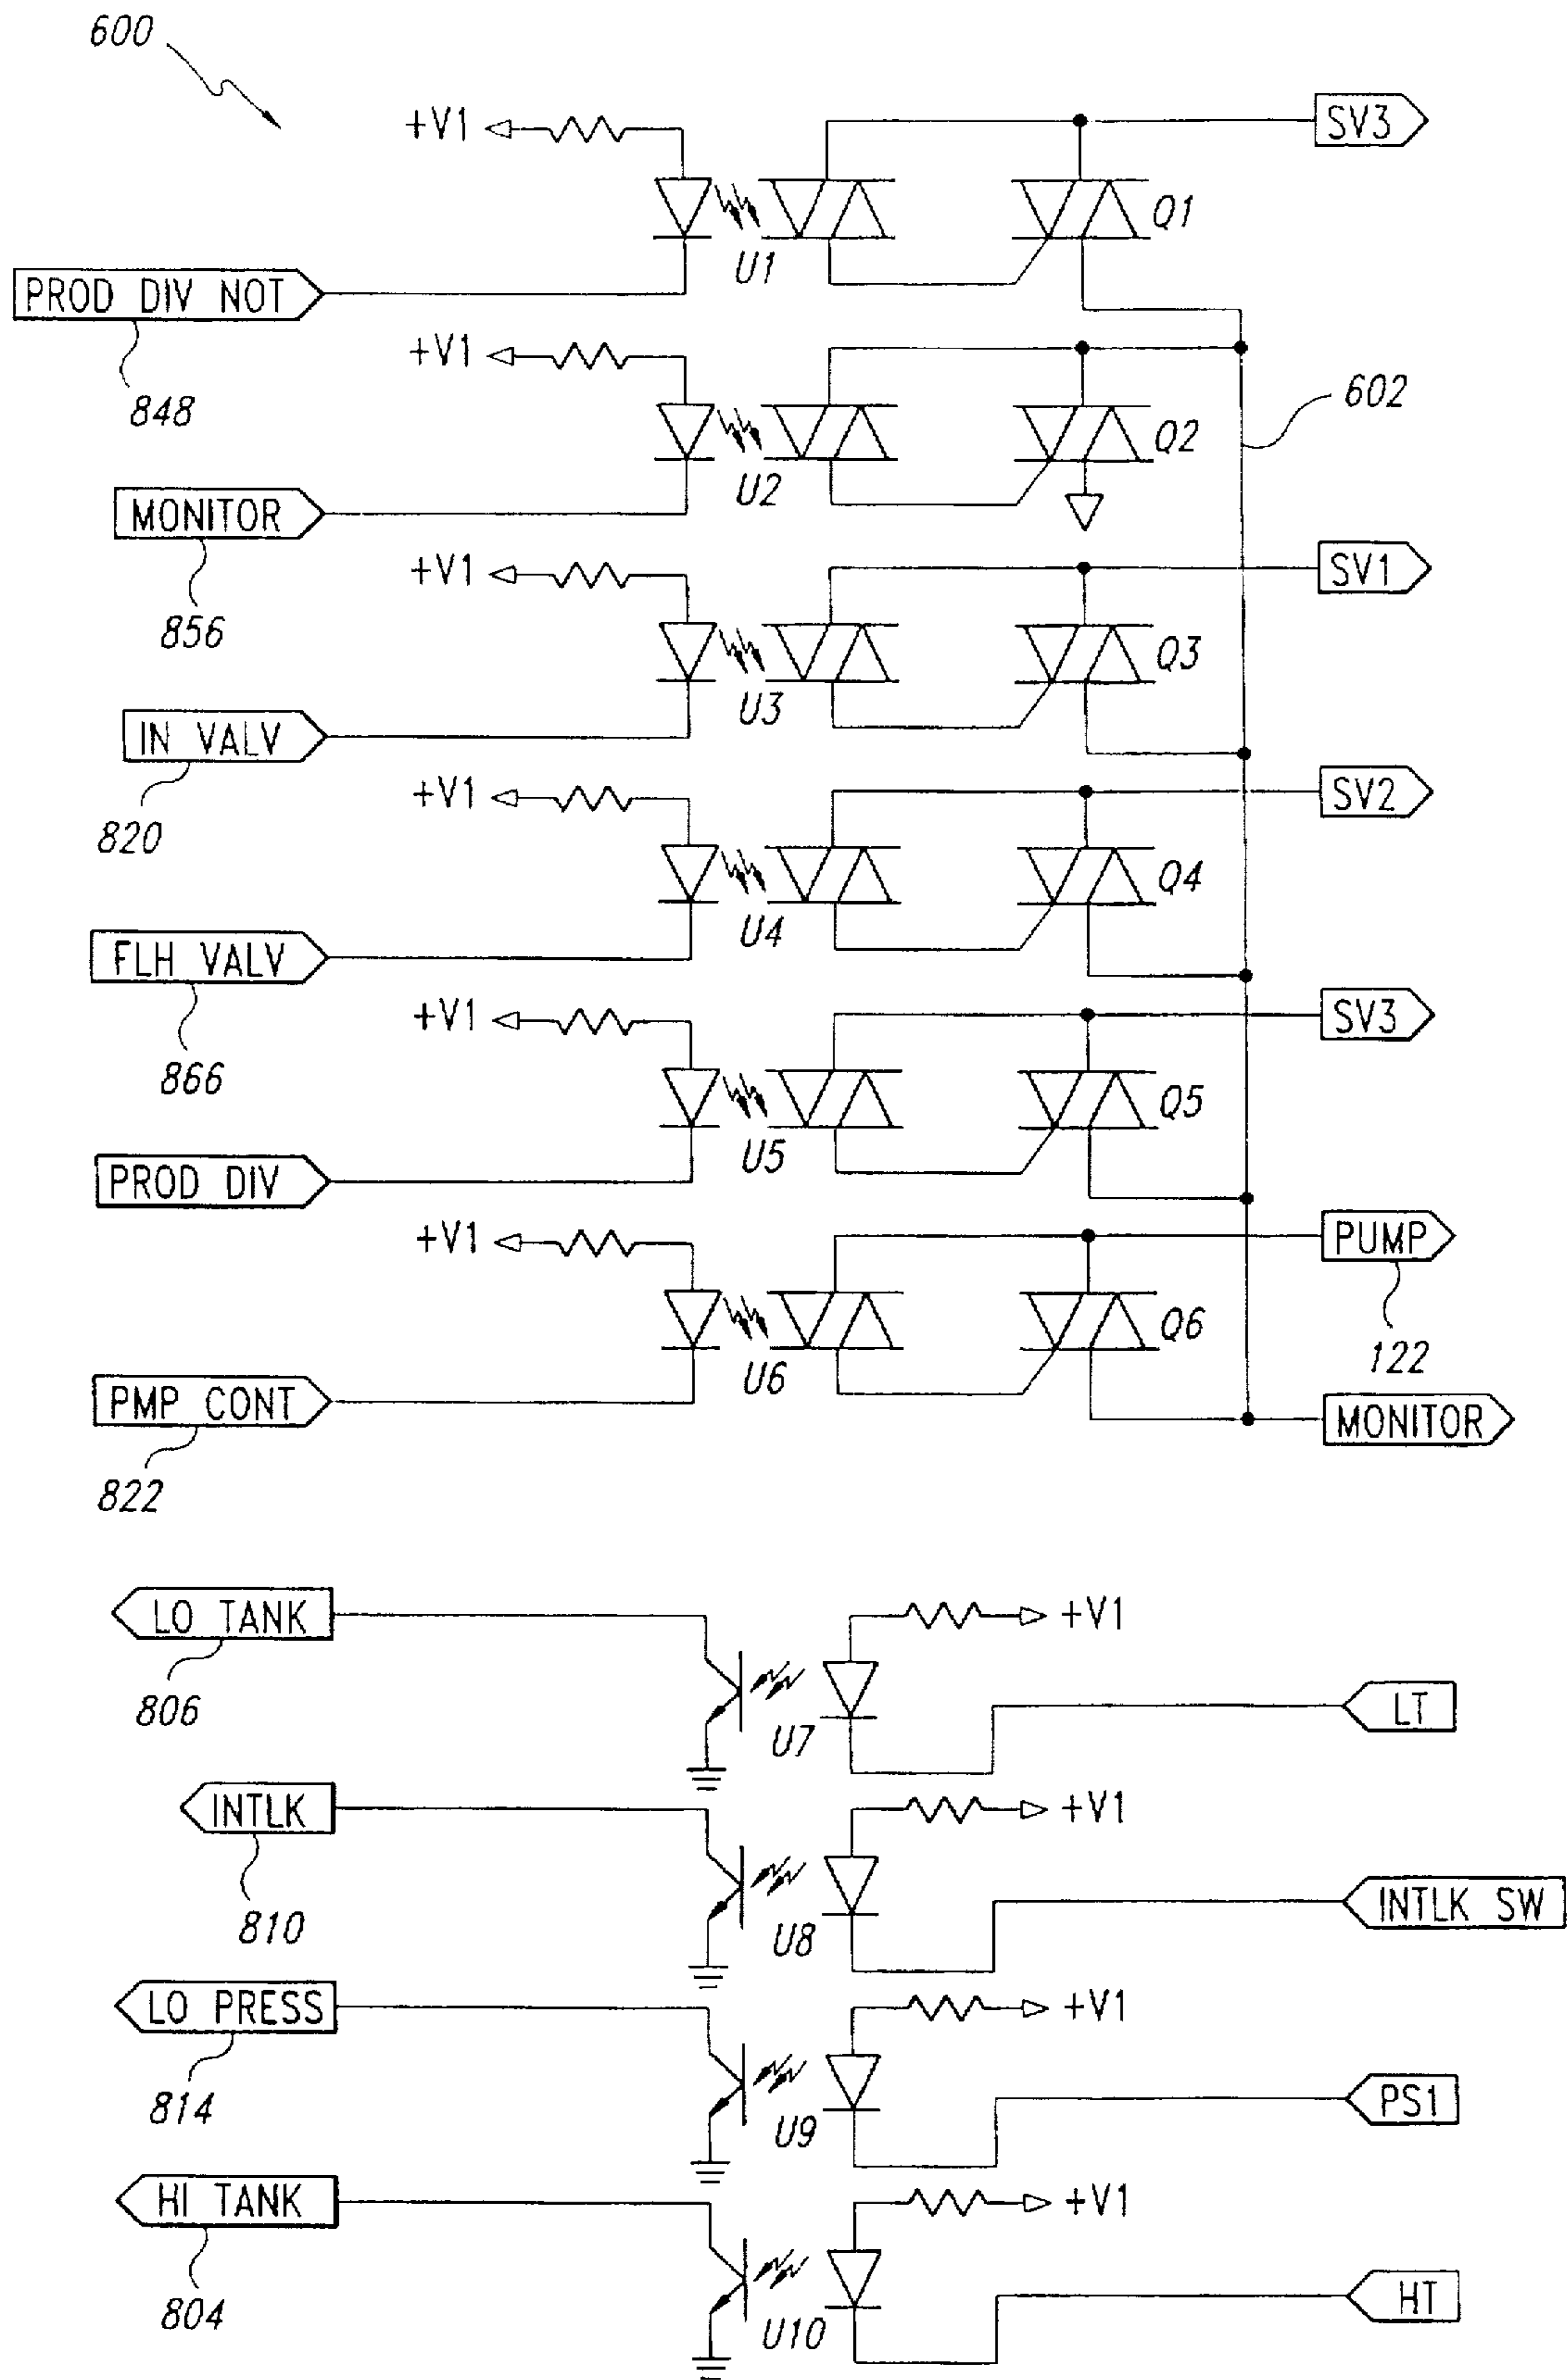 600
+V1
SV3
Q1
U1
PROD DIV NOT
848
+V1
602
Q2
U2
MONITOR
856
+V1
SV1
Q3
U3
IN VALV
820
+V1
SV2
Q4
U4
FLH VALV
866
+V1
SV3
Q5
U5
PROD DIV
+V1
PUMP
122
Q6
U6
PMP CONT
822
MONITOR
LO TANK
806
+V1
U7
LT
INTLK
810
+V1
U8
INTLK SW
LO PRESS
814
+V1
U9
PS1
HI TANK
804
+V1
U10
HT